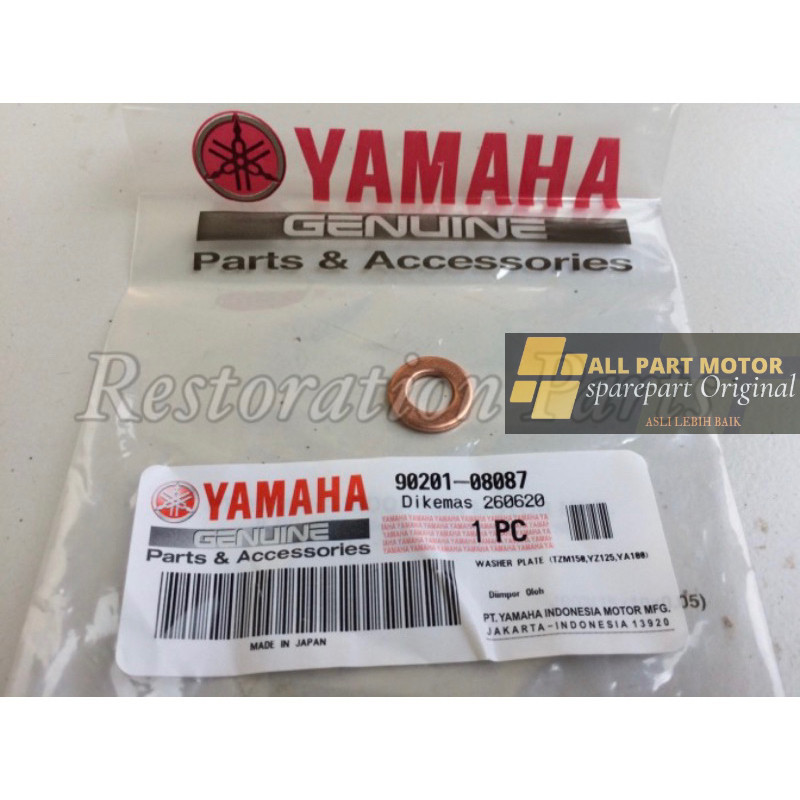 YAMAHA
GENUINE
Parts & Accessories
Restoration Parts
ALL PART MOTOR
sparepart Original
ASLI LEBIH BAIK
YAMAHA
GENUINE
Parts & Accessories
MADE IN JAPAN
90201-08087
Dikemas 260620
1 PC
WASHER PLATE (TZM150,YZ125,YA100)
Diimpor Oleh
PT. YAMAHA INDONESIA MOTOR MFG.
JAKARTA-INDONESIA 13920